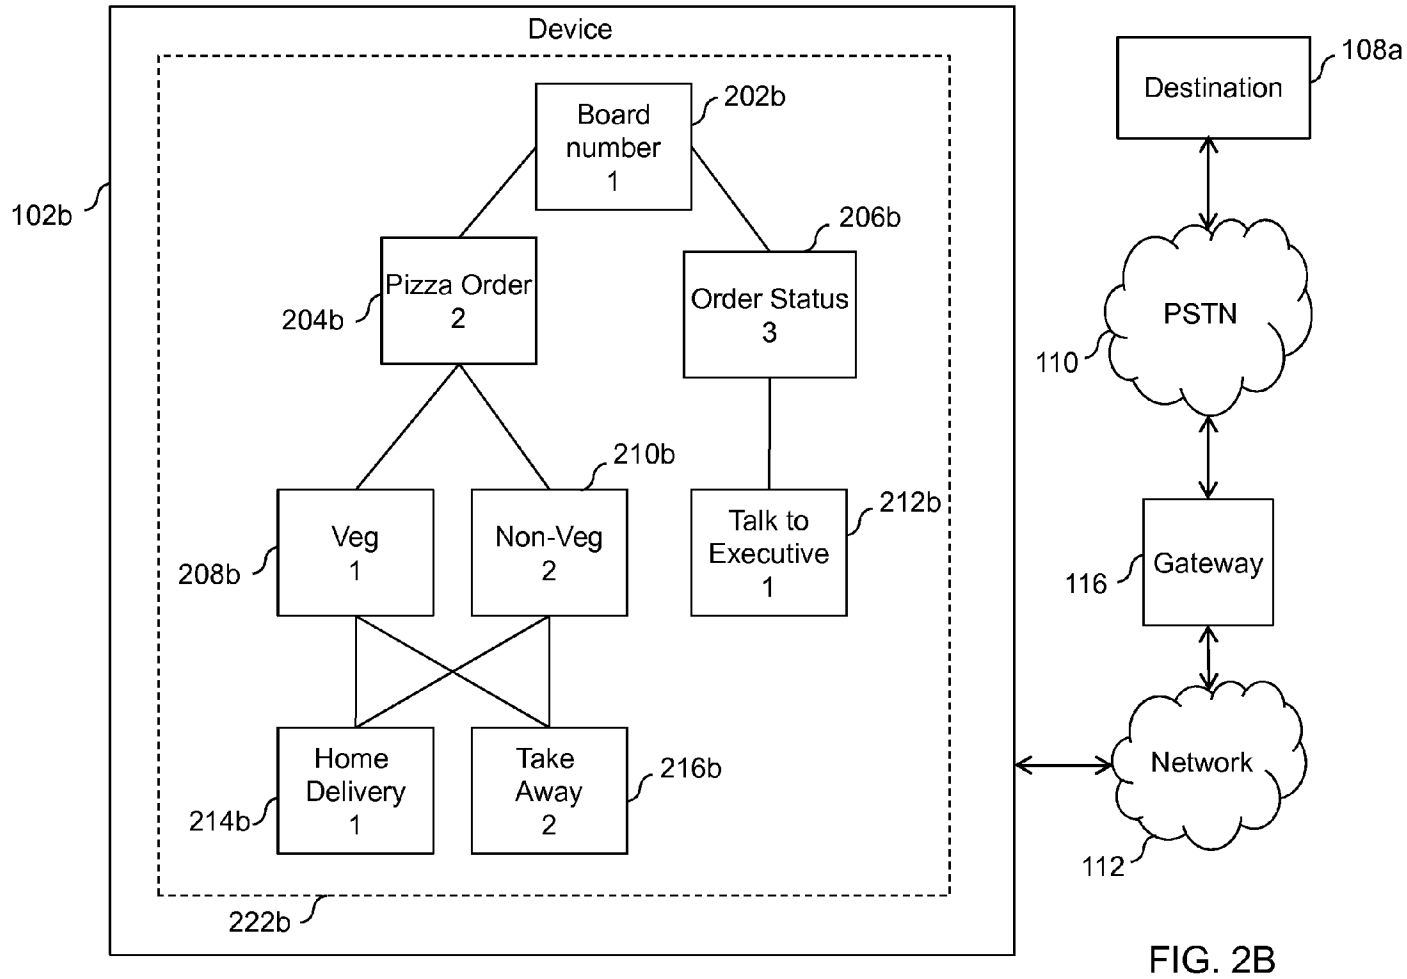 Device
108a
Destination
202b
Board
number
1
102b
206b
Pizza Order
2
204b
Order Status
3
PSTN
110
210b
Veg
1
208b
Non-Veg
2
Talk to
Executive
1
212b
Gateway
116
Home
Delivery
1
214b
Take
Away
2
216b
Network
112
222b
FIG. 2B